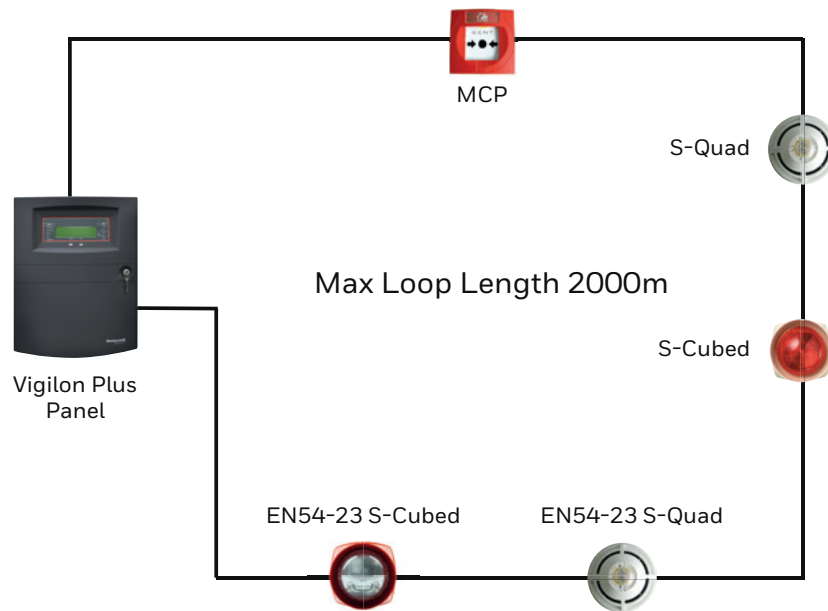 MCP
S-Quad
Max Loop Length 2000m
S-Cubed
Vigilon Plus
Panel
EN54-23 S-Cubed
EN54-23 S-Quad